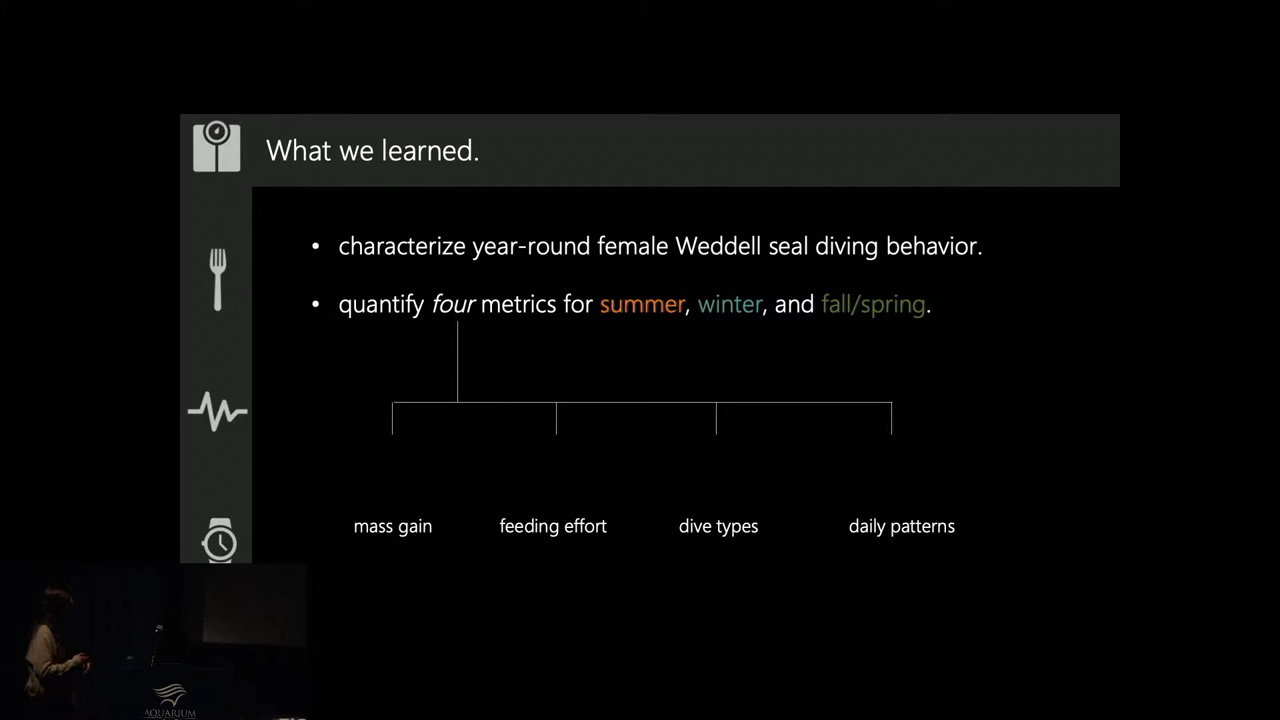 What we learned.
• characterize year-round female Weddell seal diving behavior.
• quantify four metrics for summer, winter, and fall/spring.
mass gain
feeding effort
dive types
daily patterns
AQUARIUM